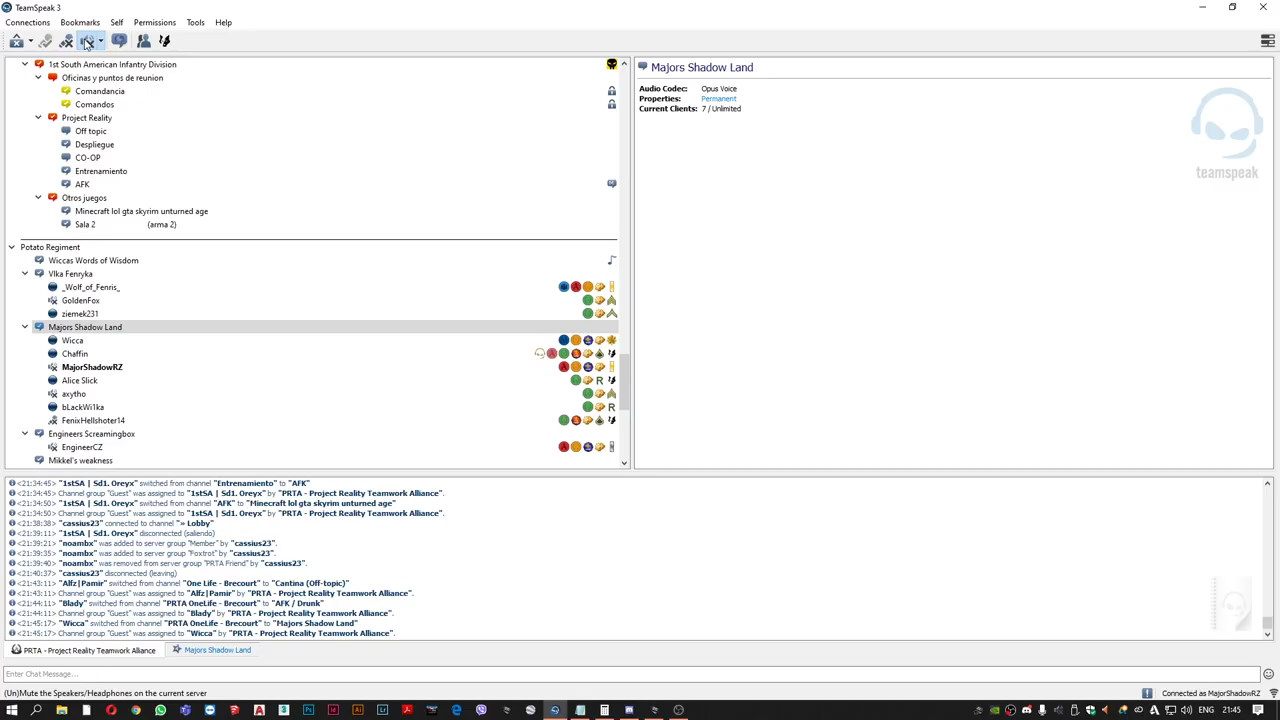 TeamSpeak 3
Connections Bookmarks Self Permissions Tools Help
1st South American Infantry Division
Oficinas y puntos de reunion
Comandancia
Comandos
Project Reality
Off topic
Despliegue
CO-OP
Entrenamiento
AFK
Otros juegos
Minecraft lol gta skyrim unturned age
Sala 2 (arma 2)
Potato Regiment
Wiccas Words of Wisdom
Vlka Fenryka
_Wolf_of_Fenris_
GoldenFox
ziemek231
Majors Shadow Land
Wicca
Chaffin
MajorShadowRZ
Alice Slick
axytho
bLackWi1ka
FenixHellshoter14
Engineers Screamingbox
EngineerCZ
Mikkel's weakness
Majors Shadow Land
Audio Codec: Opus Voice
Properties: Permanent
Current Clients: 7 / Unlimited
teamspeak
<21:34:45> "1stSA | Sd1. Oreyx" switched from channel "Entrenamiento" to "AFK"
<21:34:45> Channel group "Guest" was assigned to "1stSA | Sd1. Oreyx" by "PRTA - Project Reality Teamwork Alliance".
<21:34:50> "1stSA | Sd1. Oreyx" switched from channel "AFK" to "Minecraft lol gta skyrim unturned age"
<21:34:50> Channel group "Guest" was assigned to "1stSA | Sd1. Oreyx" by "PRTA - Project Reality Teamwork Alliance".
<21:38:38> "cassius23" connected to channel "» Lobby"
<21:39:11> "1stSA | Sd1. Oreyx" disconnected (saliendo)
<21:39:21> "noambx" was added to server group "Member" by "cassius23".
<21:39:35> "noambx" was added to server group "Foxtrot" by "cassius23".
<21:39:40> "noambx" was removed from server group "PRTA Friend" by "cassius23".
<21:40:37> "cassius23" disconnected (leaving)
<21:43:11> "Alfz|Pamir" switched from channel "One Life - Brecourt" to "Cantina (Off-topic)"
<21:43:11> Channel group "Guest" was assigned to "Alfz|Pamir" by "PRTA - Project Reality Teamwork Alliance".
<21:44:11> "Blady" switched from channel "PRTA OneLife - Brecourt" to "AFK / Drunk"
<21:44:11> Channel group "Guest" was assigned to "Blady" by "PRTA - Project Reality Teamwork Alliance".
<21:45:17> "Wicca" switched from channel "PRTA OneLife - Brecourt" to "Majors Shadow Land"
<21:45:17> Channel group "Guest" was assigned to "Wicca" by "PRTA - Project Reality Teamwork Alliance".
PRTA - Project Reality Teamwork Alliance Majors Shadow Land
Enter Chat Message...
(Un)Mute the Speakers/Headphones on the current server Connected as MajorShadowRZ
ENG 21:45